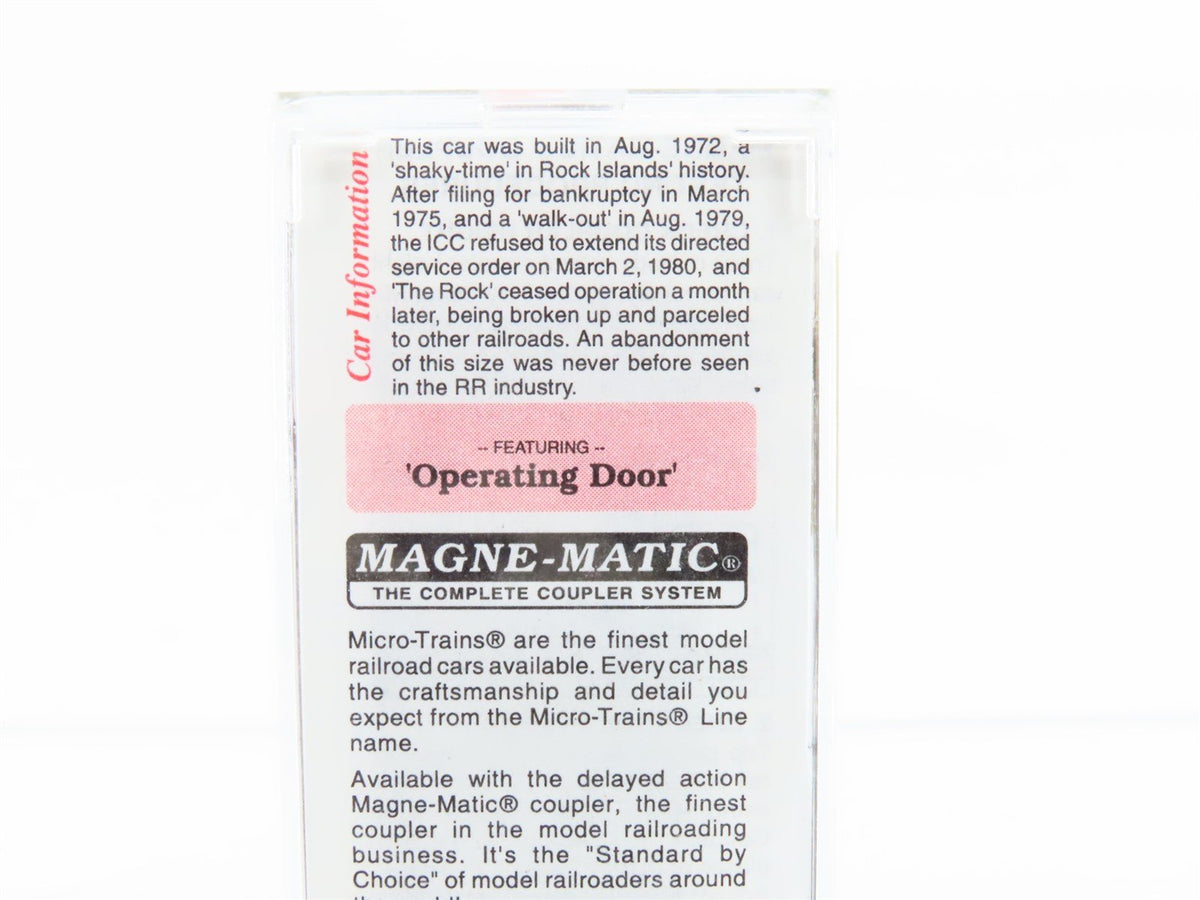 Car Information
This car was built in Aug. 1972, a
'shaky-time' in Rock Islands' history.
After filing for bankruptcy in March
1975, and a 'walk-out' in Aug. 1979,
the ICC refused to extend its directed
service order on March 2, 1980, and
'The Rock' ceased operation a month
later, being broken up and parceled
to other railroads. An abandonment
of this size was never before seen
in the RR industry.
-- FEATURING --
'Operating Door'
MAGNE-MATIC®
THE COMPLETE COUPLER SYSTEM
Micro-Trains® are the finest model
railroad cars available. Every car has
the craftsmanship and detail you
expect from the Micro-Trains® Line
name.
Available with the delayed action
Magne-Matic® coupler, the finest
coupler in the model railroading
business. It's the "Standard by
Choice" of model railroaders around